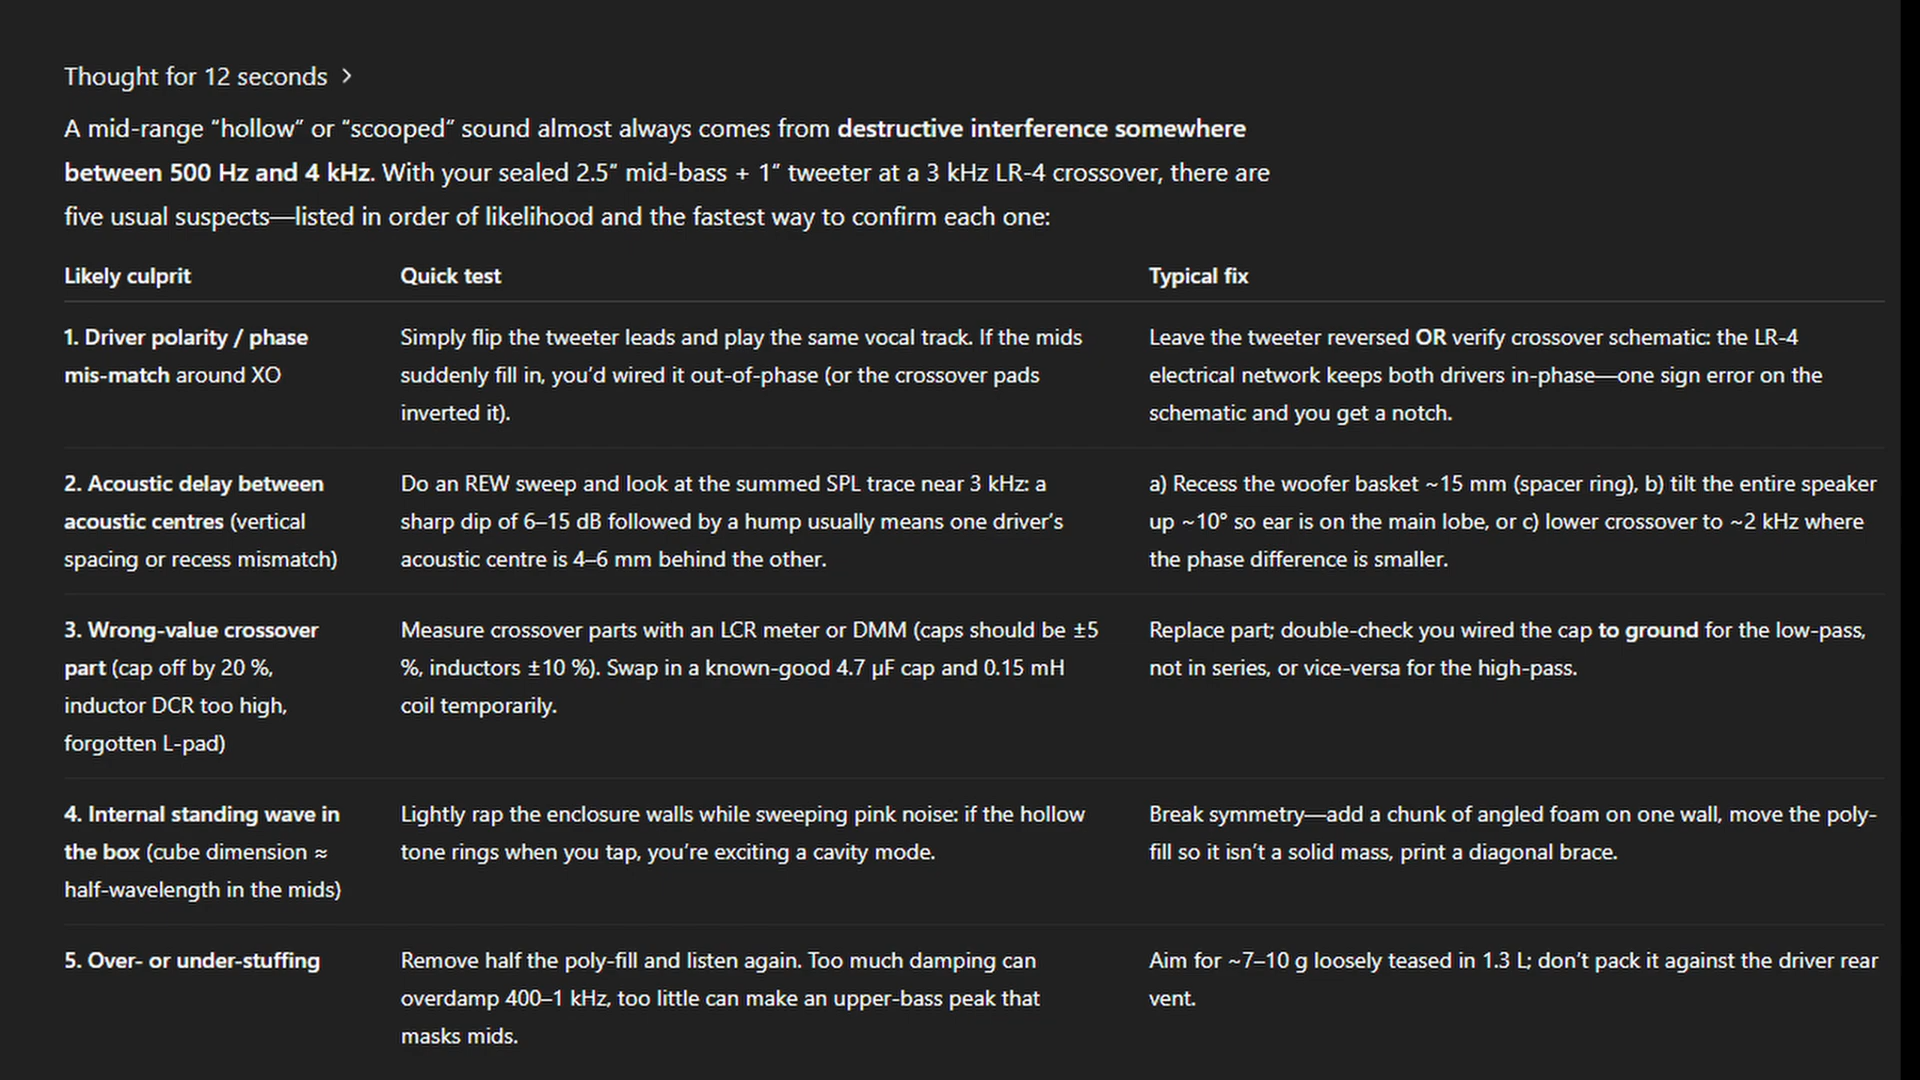 Thought for 12 seconds >
A mid-range “hollow” or “scooped” sound almost always comes from destructive interference somewhere
between 500 Hz and 4 kHz. With your sealed 2.5″ mid-bass + 1″ tweeter at a 3 kHz LR-4 crossover, there are
five usual suspects—listed in order of likelihood and the fastest way to confirm each one:
Likely culprit
Quick test
Typical fix
1. Driver polarity / phase
mis-match around XO
Simply flip the tweeter leads and play the same vocal track. If the mids
suddenly fill in, you’d wired it out-of-phase (or the crossover pads
inverted it).
Leave the tweeter reversed OR verify crossover schematic: the LR-4
electrical network keeps both drivers in-phase—one sign error on the
schematic and you get a notch.
2. Acoustic delay between
acoustic centres (vertical
spacing or recess mismatch)
Do an REW sweep and look at the summed SPL trace near 3 kHz: a
sharp dip of 6–15 dB followed by a hump usually means one driver’s
acoustic centre is 4–6 mm behind the other.
a) Recess the woofer basket ~15 mm (spacer ring), b) tilt the entire speaker
up ~10° so ear is on the main lobe, or c) lower crossover to ~2 kHz where
the phase difference is smaller.
3. Wrong-value crossover
part (cap off by 20 %,
inductor DCR too high,
forgotten L-pad)
Measure crossover parts with an LCR meter or DMM (caps should be ±5
%, inductors ±10 %). Swap in a known-good 4.7 µF cap and 0.15 mH
coil temporarily.
Replace part; double-check you wired the cap to ground for the low-pass,
not in series, or vice-versa for the high-pass.
4. Internal standing wave in
the box (cube dimension ≈
half-wavelength in the mids)
Lightly rap the enclosure walls while sweeping pink noise: if the hollow
tone rings when you tap, you’re exciting a cavity mode.
Break symmetry—add a chunk of angled foam on one wall, move the poly-
fill so it isn’t a solid mass, print a diagonal brace.
5. Over- or under-stuffing
Remove half the poly-fill and listen again. Too much damping can
overdamp 400–1 kHz, too little can make an upper-bass peak that
masks mids.
Aim for ~7–10 g loosely teased in 1.3 L; don’t pack it against the driver rear
vent.